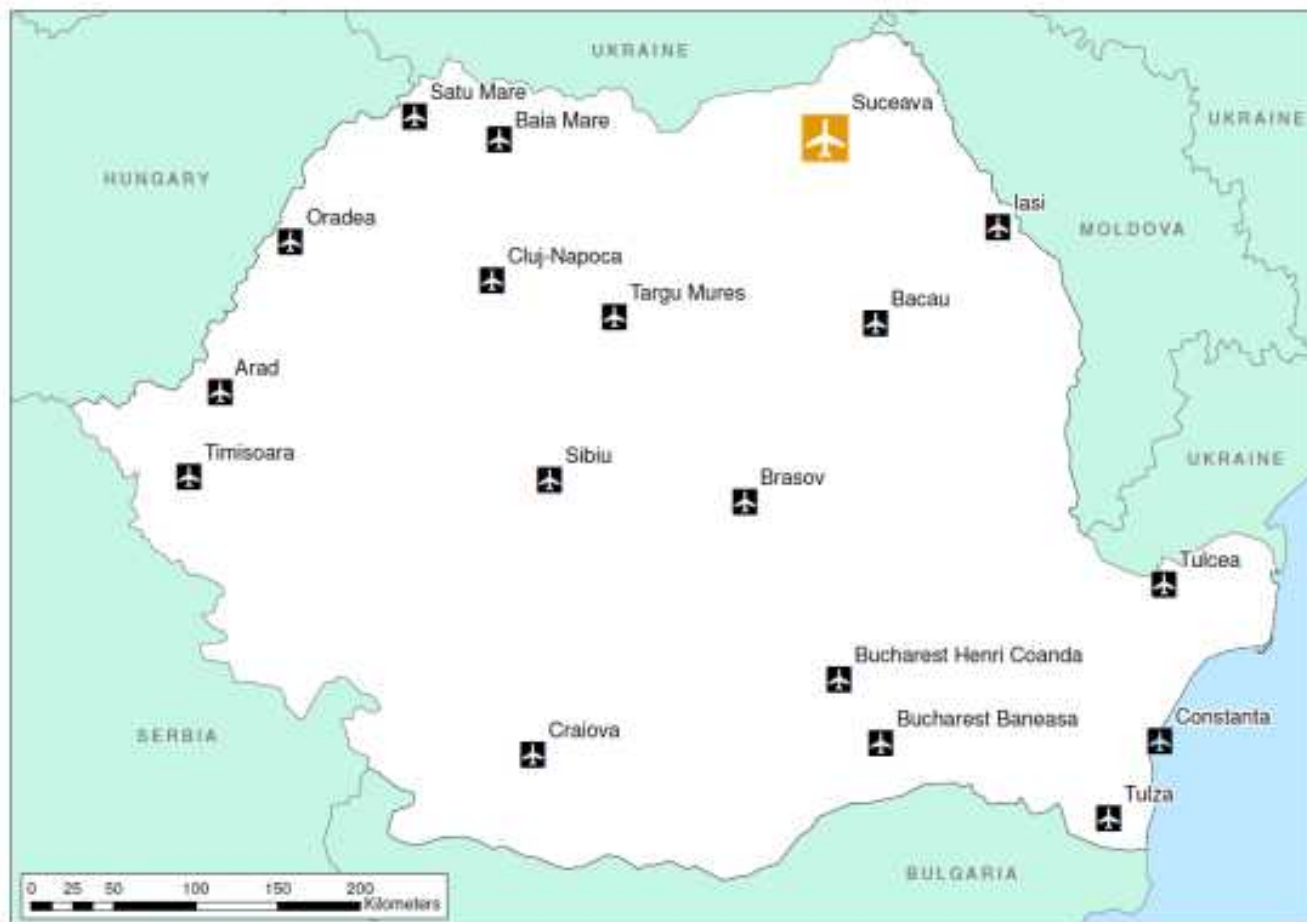 UKRAINE
Satu Mare
Suceava
Baia Mare
UKRAINE
HUNGARY
Iasi
Oradea
MOLDOVA
Cluj-Napoca
Targu Mures
Bacau
Arad
Timisoara
Sibiu
UKRAINE
Brasov
Tulcea
Bucharest Henri Coanda
Bucharest Baneasa
Constanta
SERBIA
Craiova
Tulza
BULGARIA
0 25 50 100 150 200
Kilometers